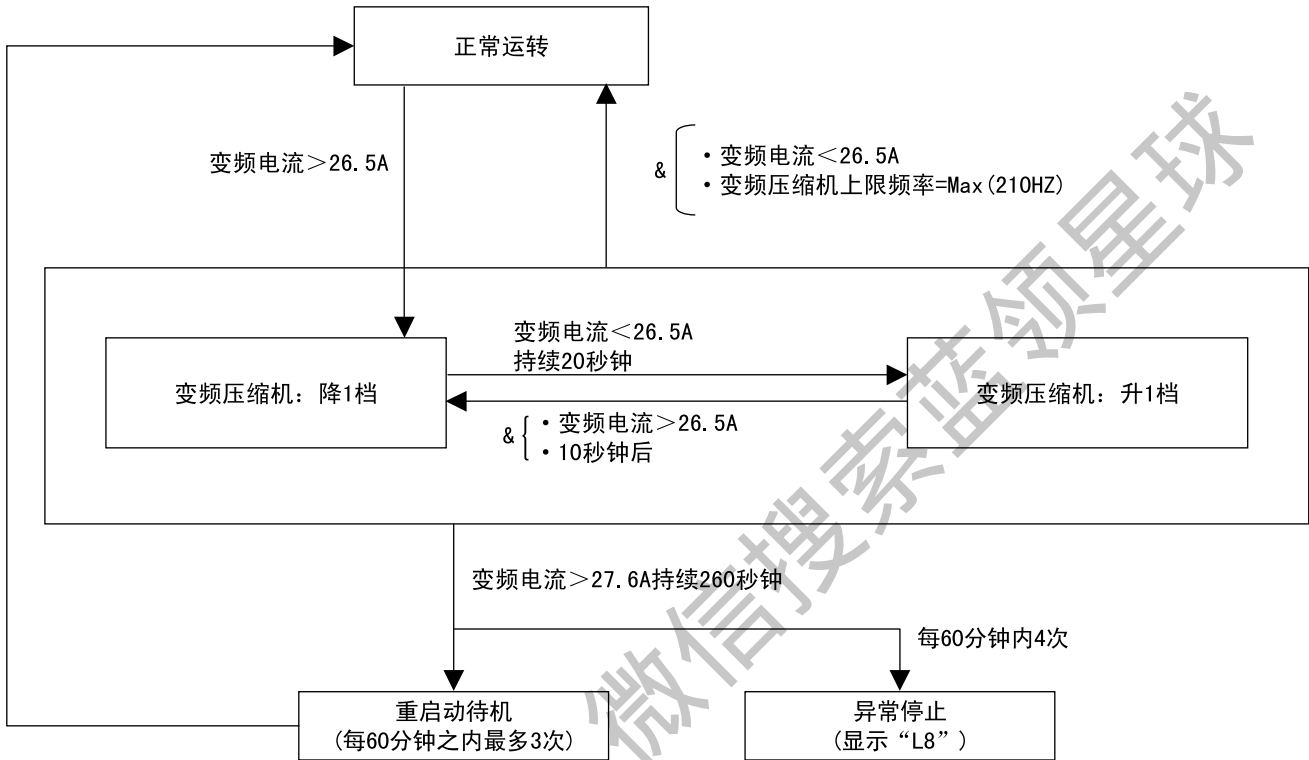 正常运转
变频电流＞26.5A
&
・变频电流＜26.5A
・变频压缩机上限频率=Max(210HZ)
变频电流＜26.5A
持续20秒钟
变频压缩机：降1档
变频压缩机：升1档
&
・变频电流＞26.5A
・10秒钟后
变频电流＞27.6A持续260秒钟
每60分钟内4次
重启动待机
(每60分钟之内最多3次)
异常停止
(显示“L8”)
微信搜索蓝领星球